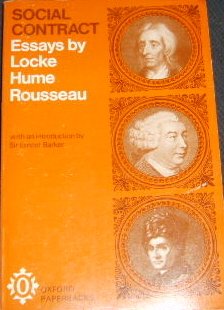 SOCIAL
CONTRACT
Essays by
Locke
Hume
Rousseau
with an introduction by
Sir Ernest Barker
OXFORD
PAPERBACKS